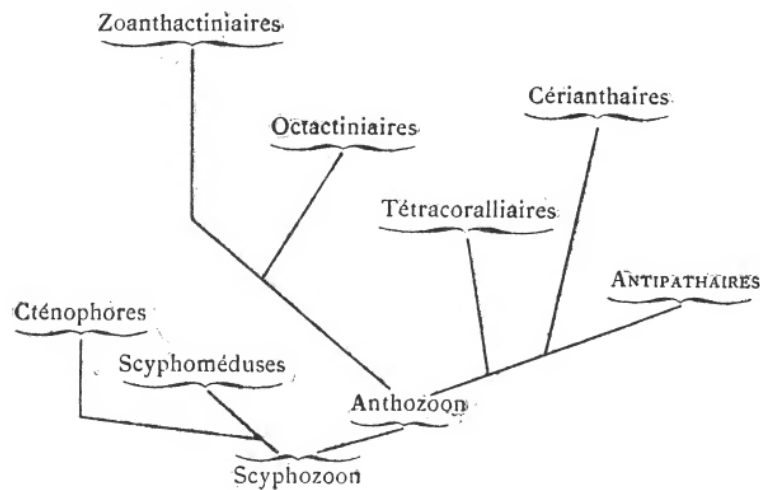 Zoanthactiniaires
Cérianthaires
Octactiniaires
Tétracoralliaires
ANTIPATHAIRES
Cténophores
Scyphoméduses
Anthozoon
Scyphozoon